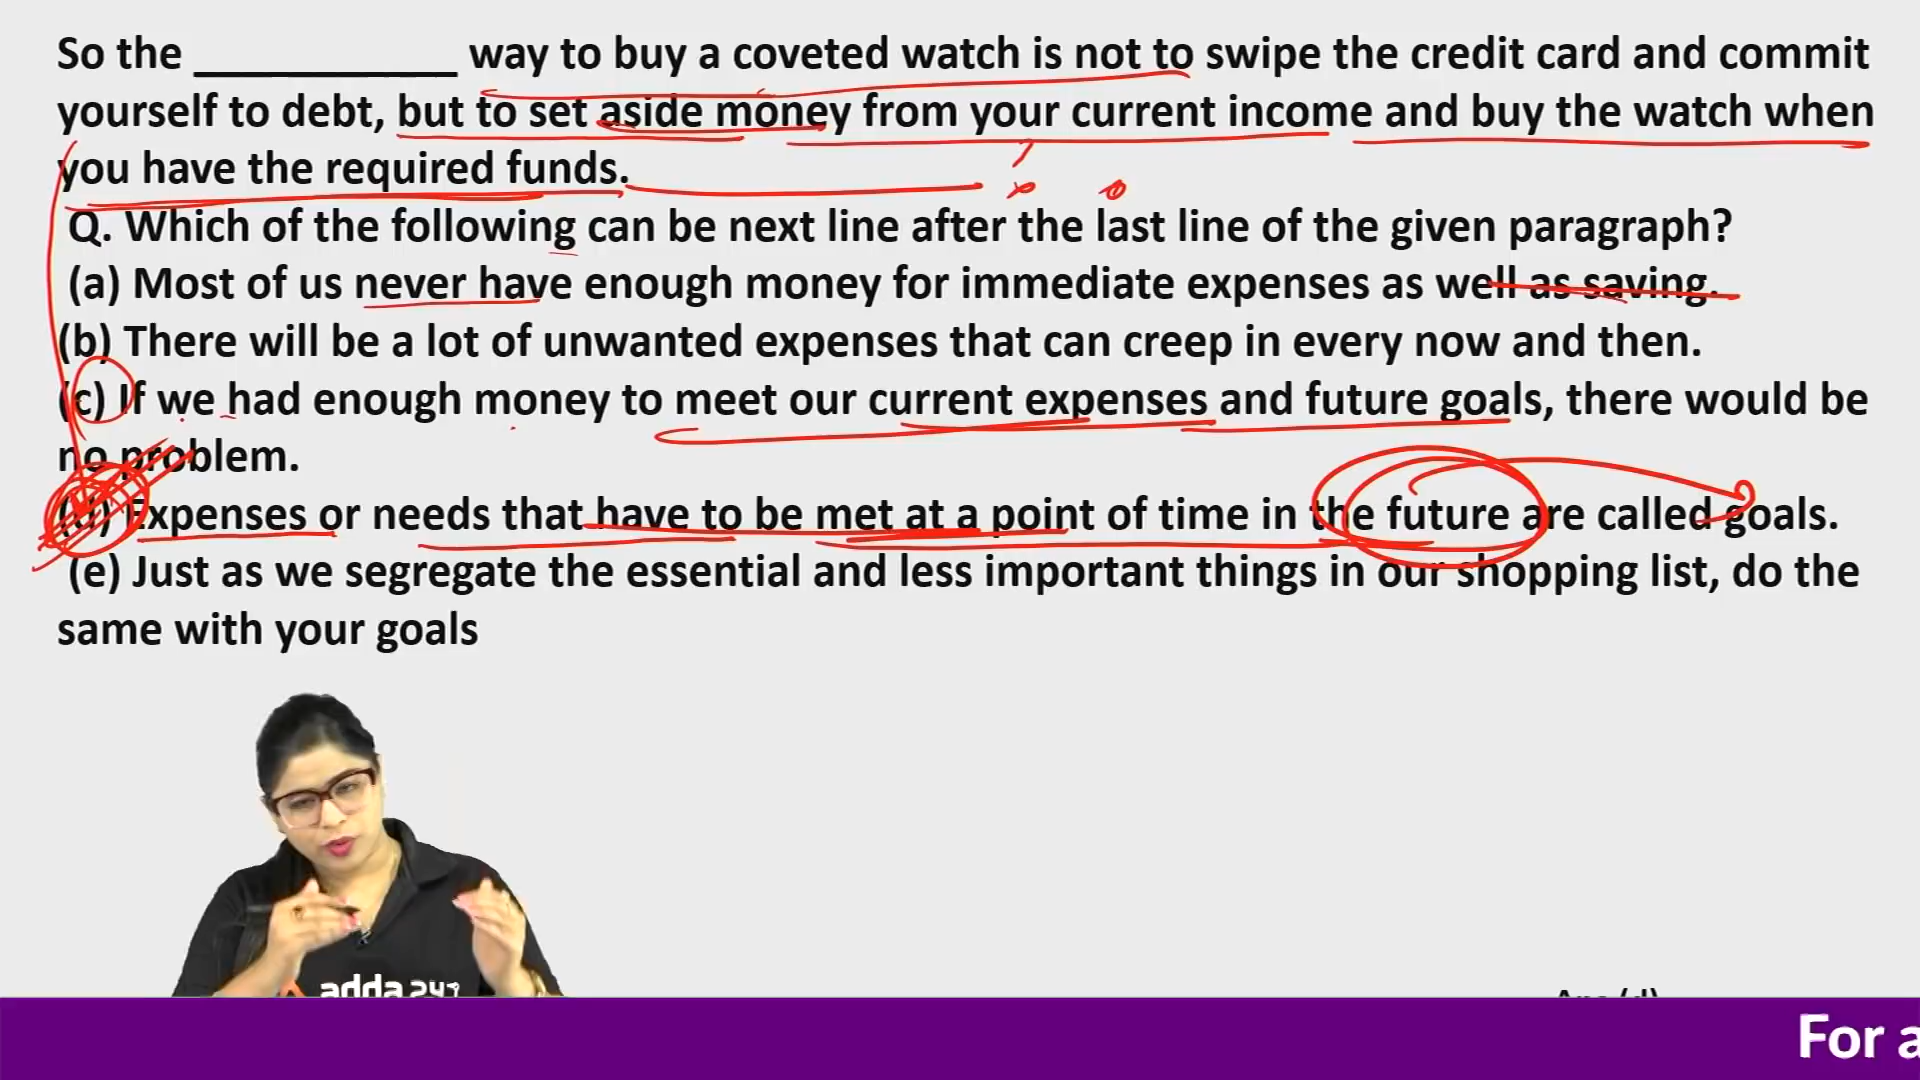 So the ___________ way to buy a coveted watch is not to swipe the credit card and commit
yourself to debt, but to set aside money from your current income and buy the watch when
you have the required funds.
Q. Which of the following can be next line after the last line of the given paragraph?
(a) Most of us never have enough money for immediate expenses as well as saving.
(b) There will be a lot of unwanted expenses that can creep in every now and then.
(c) If we had enough money to meet our current expenses and future goals, there would be
no problem.
(d) Expenses or needs that have to be met at a point of time in the future are called goals.
(e) Just as we segregate the essential and less important things in our shopping list, do the
same with your goals
adda247
Ans (d)
For a